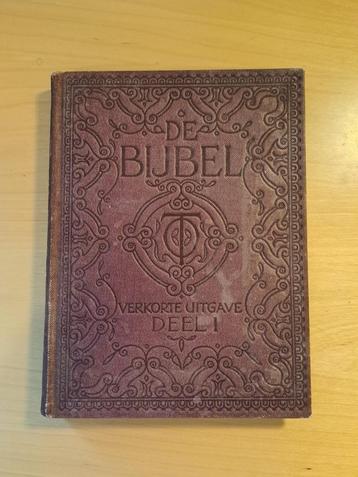 DE
BIJBEL
VERKORTE UITGAVE
DEEL I